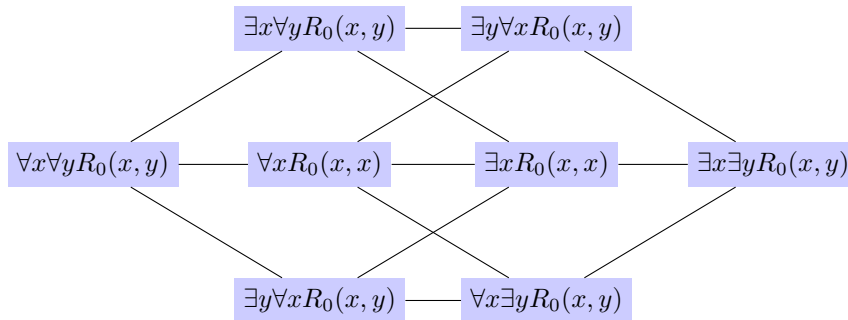 ∃x∀yR₀(x, y) ∃y∀xR₀(x, y)
∀x∀yR₀(x, y) ∀xR₀(x, x) ∃xR₀(x, x) ∃x∃yR₀(x, y)
∃y∀xR₀(x, y) ∀x∃yR₀(x, y)